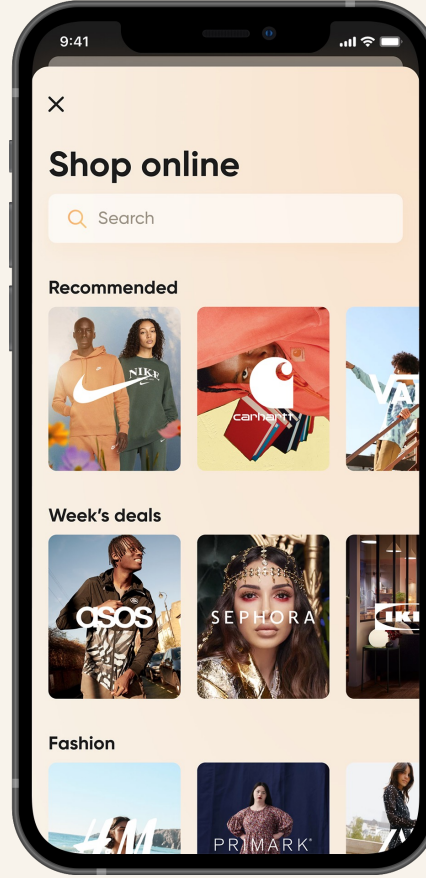 9:41
Shop online
Search
Recommended
NIKE
carhartt
Week's deals
asos
SEPHORA
Fashion
H&M
PRIMARK